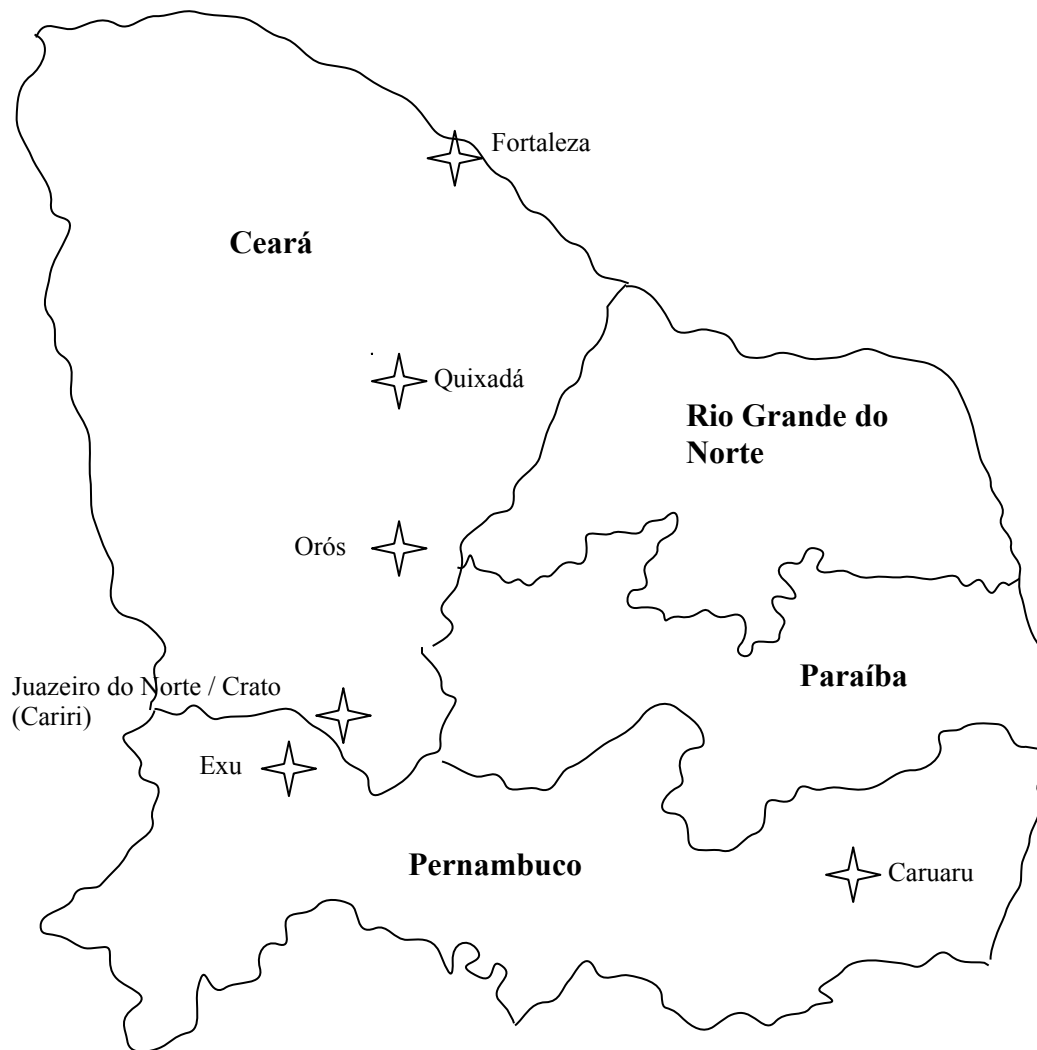 Fortaleza
Ceará
Quixadá
Rio Grande do
Norte
Orós
Paraíba
Juazeiro do Norte / Crato
(Cariri)
Exu
Pernambuco
Caruaru